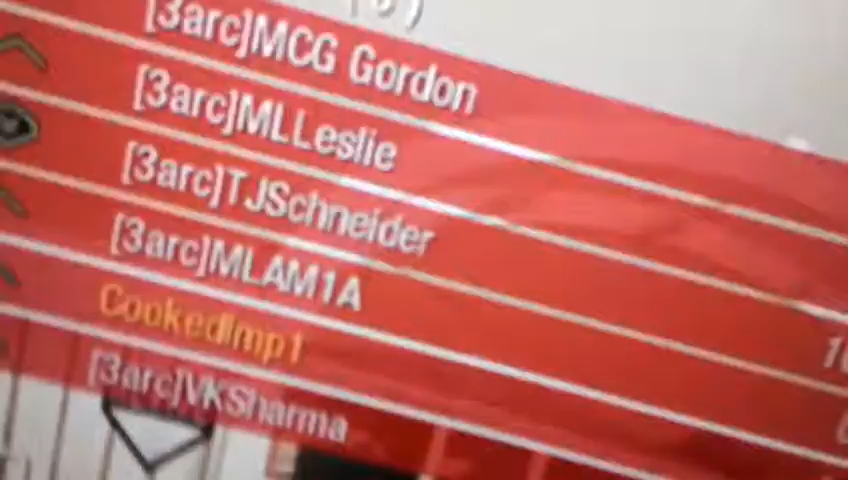 [3arc]MCG Gordon
[3arc]MLLeslie
[3arc]TJSchneider
[3arc]MLAM1A
CookedImp1
[3arc]VKSharma